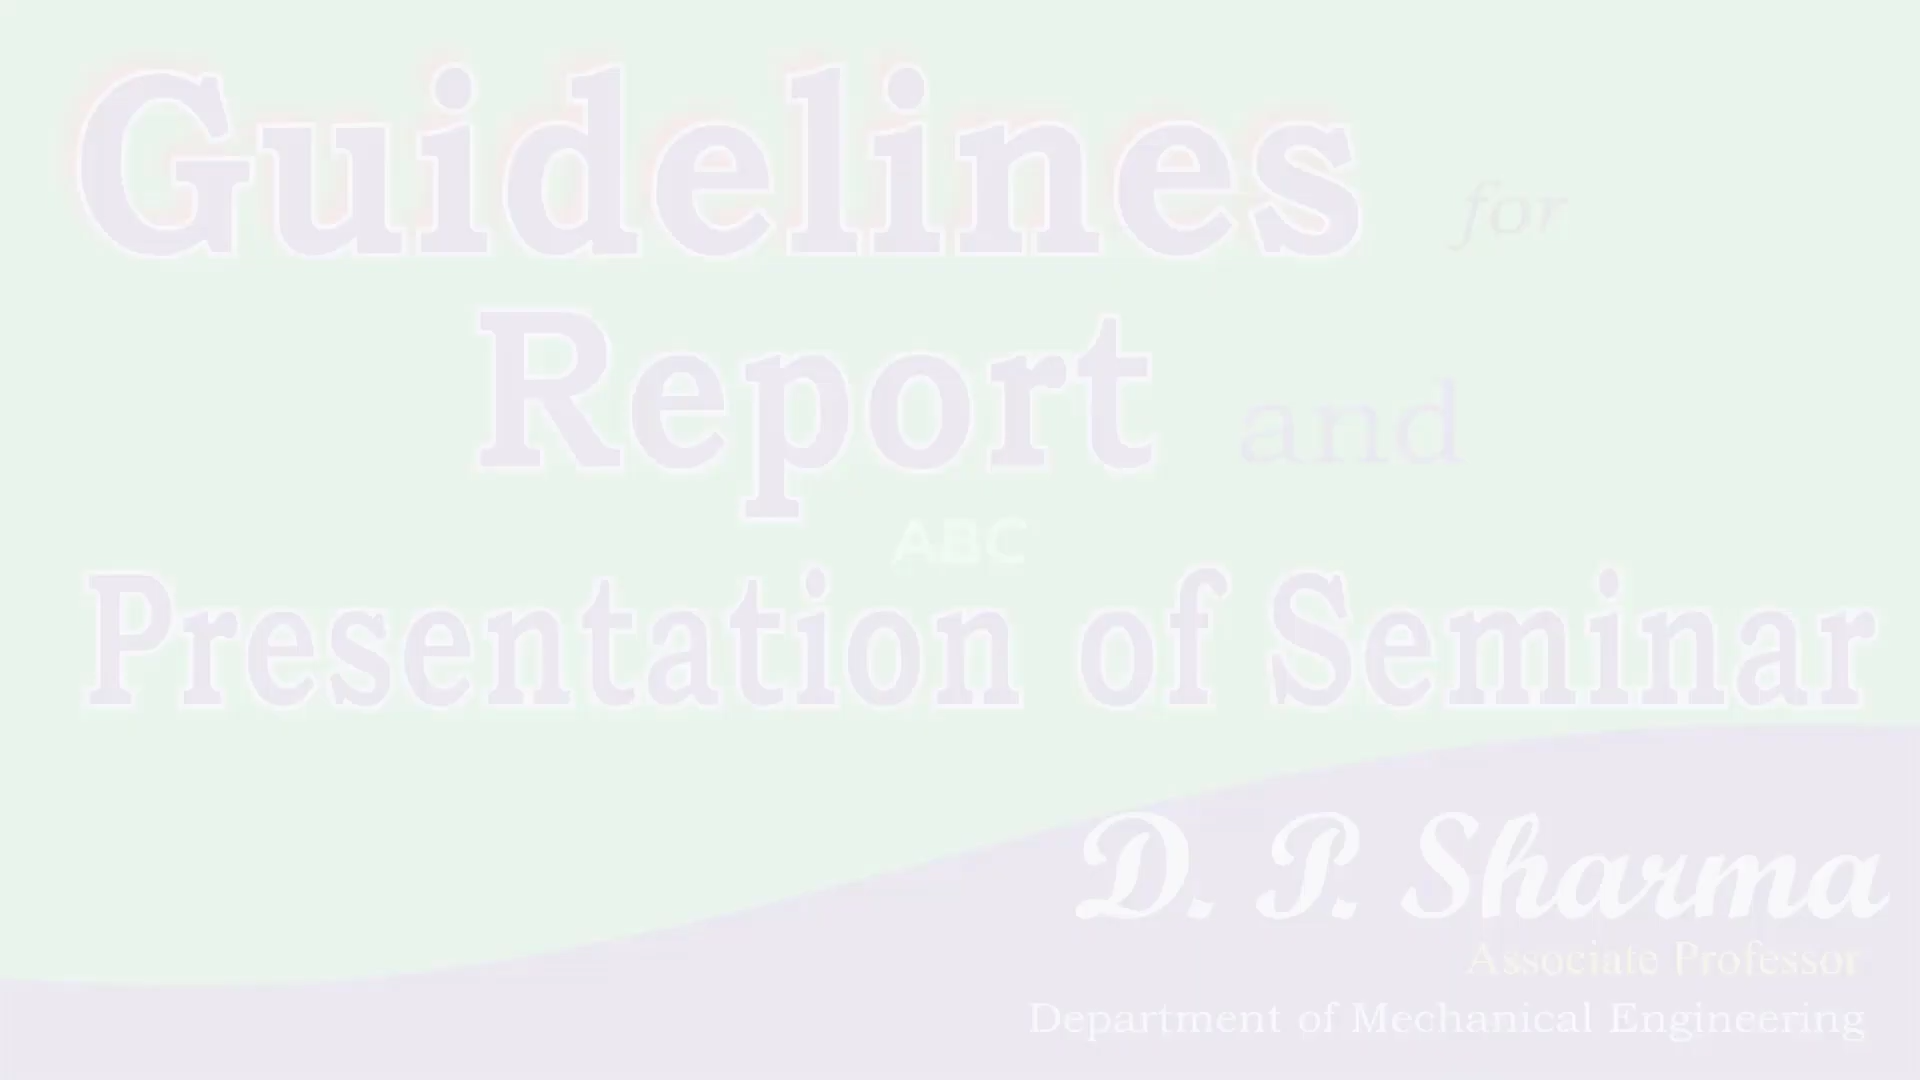 Guidelines for
Report and
ABC
Presentation of Seminar
D. P. Sharma
Associate Professor
Department of Mechanical Engineering